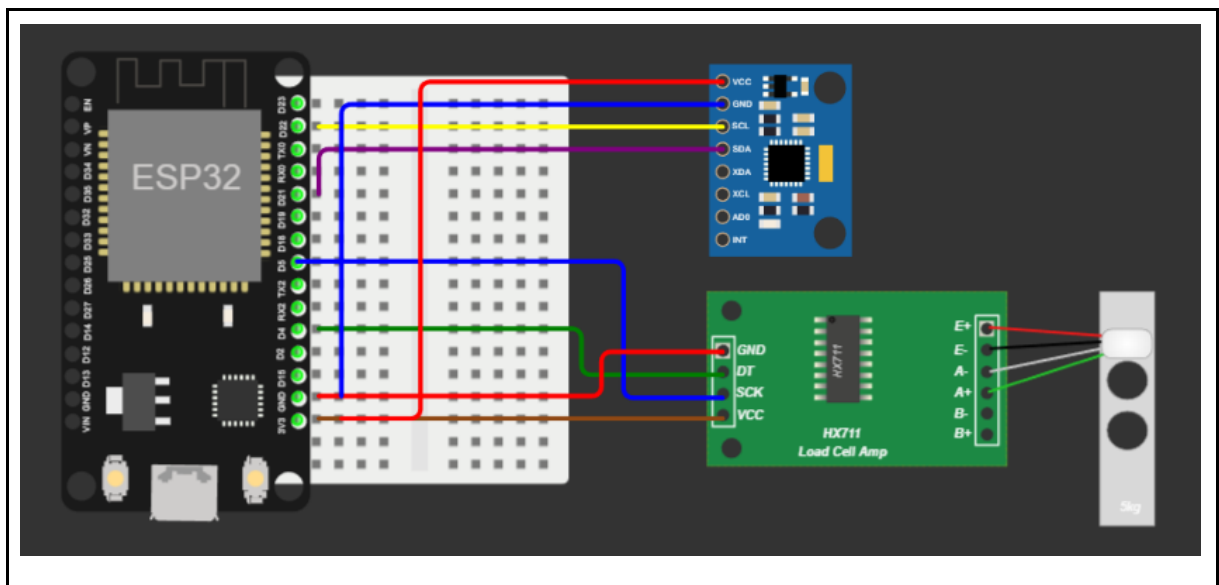 EN
VP
VN
D34
D35
D32
D33
D25
D26
D27
D14
D12
D13
GND
VIN
ESP32
D23
D22
TX0
RX0
D21
D19
D18
D5
TX2
RX2
D4
D2
D15
GND
3V3
VCC
GND
SCL
SDA
XDA
XCL
AD0
INT
GND
DT
SCK
VCC
HX711
HX711
Load Cell Amp
E+
E-
A-
A+
B-
B+
5kg